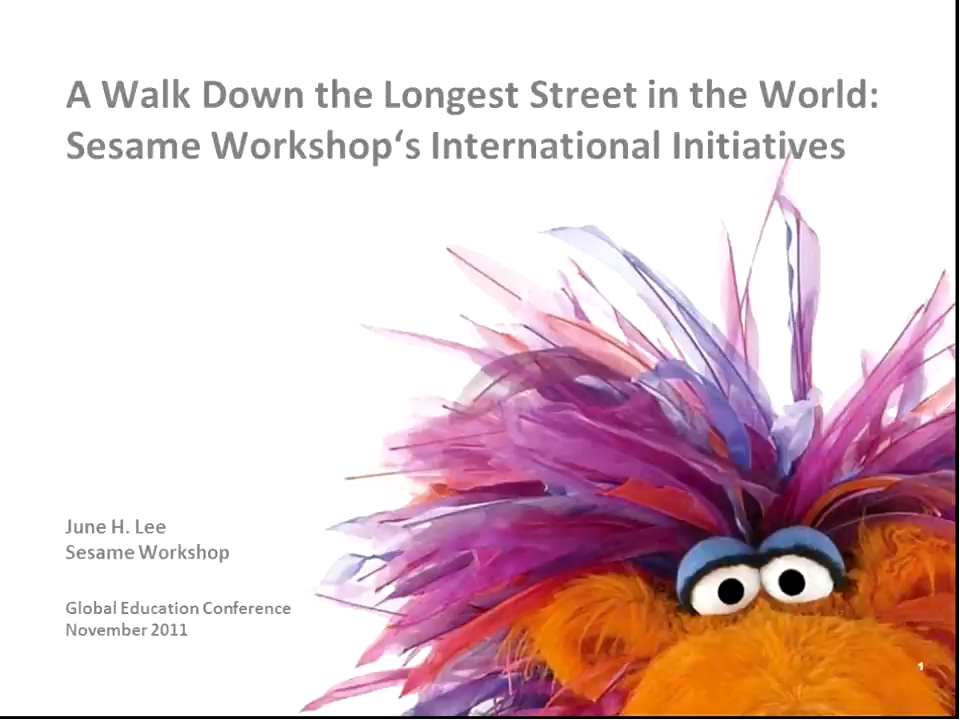 A Walk Down the Longest Street in the World:
Sesame Workshop‘s International Initiatives
June H. Lee
Sesame Workshop
Global Education Conference
November 2011
1